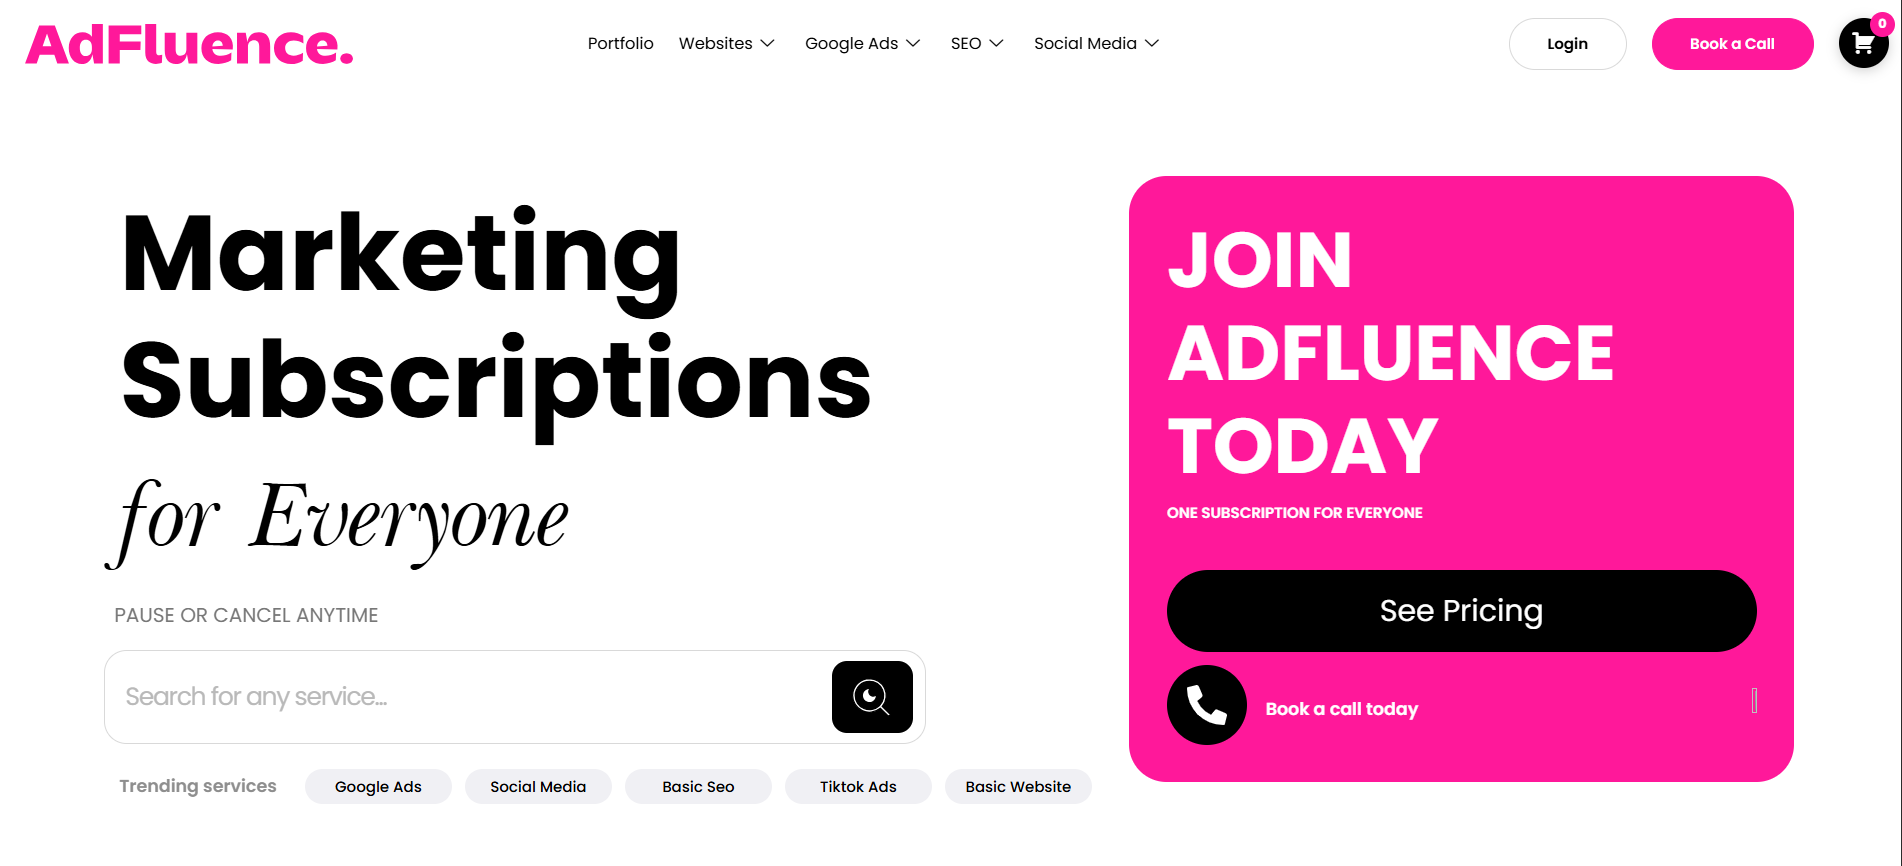 AdFluence.
Portfolio
Websites
Google Ads
SEO
Social Media
Login
Book a Call
0
Marketing
Subscriptions
for Everyone
PAUSE OR CANCEL ANYTIME
Search for any service...
Trending services
Google Ads
Social Media
Basic Seo
Tiktok Ads
Basic Website
JOIN
ADFLUENCE
TODAY
ONE SUBSCRIPTION FOR EVERYONE
See Pricing
Book a call today